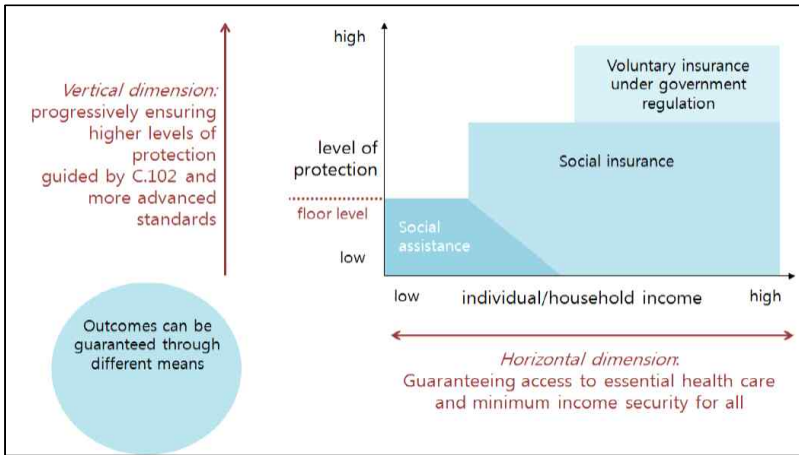 Vertical dimension:
progressively ensuring
higher levels of
protection
guided by C.102 and
more advanced
standards
Outcomes can be
guaranteed through
different means
high
level of
protection
floor level
low
Voluntary insurance
under government
regulation
Social insurance
Social
assistance
low
individual/household income
high
Horizontal dimension:
Guaranteeing access to essential health care
and minimum income security for all